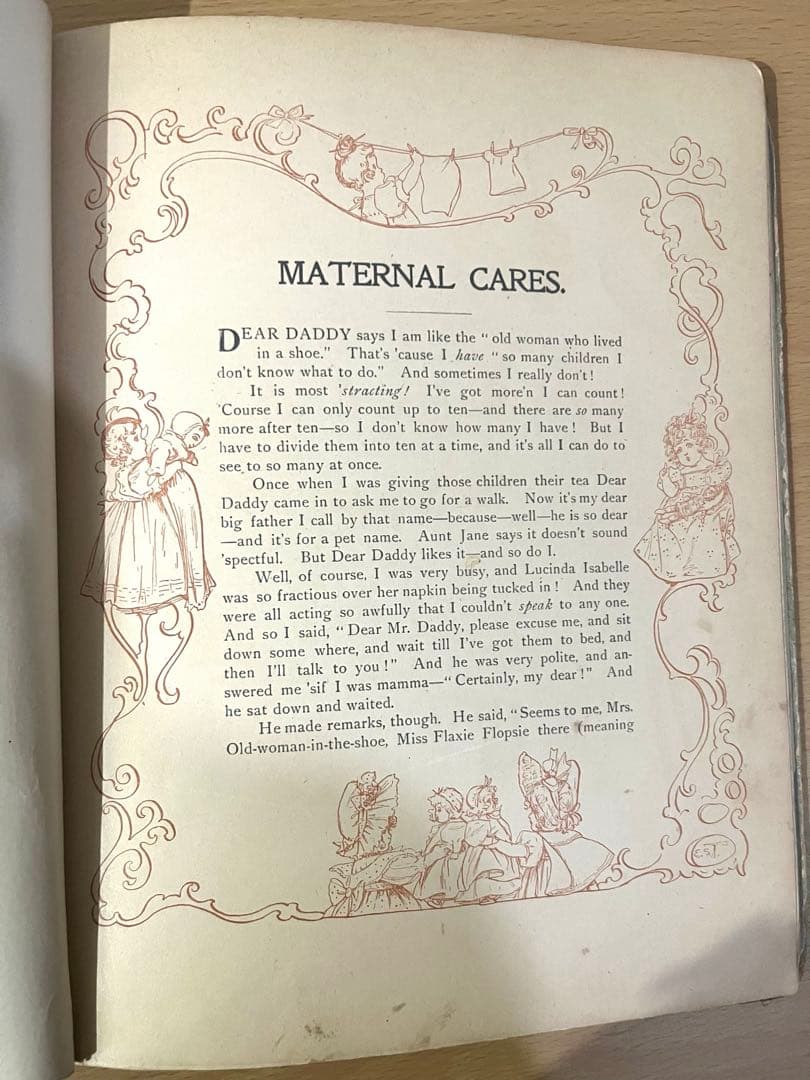 MATERNAL CARES.
DEAR DADDY says I am like the "old woman who lived
in a shoe." That's 'cause I have "so many children I
don't know what to do." And sometimes I really don't!
It is most 'stracting! I've got more'n I can count!
'Course I can only count up to ten—and there are so many
more after ten—so I don't know how many I have! But I
have to divide them into ten at a time, and it's all I can do to
see to so many at once.
Once when I was giving those children their tea Dear
Daddy came in to ask me to go for a walk. Now it's my dear
big father I call by that name—because—well—he is so dear
—and it's for a pet name. Aunt Jane says it doesn't sound
'spectful. But Dear Daddy likes it—and so do I.
Well, of course, I was very busy, and Lucinda Isabelle
was so fractious over her napkin being tucked in! And they
were all acting so awfully that I couldn't speak to any one.
And so I said, "Dear Mr. Daddy, please excuse me, and sit
down some where, and wait till I've got them to bed, and
then I'll talk to you!" And he was very polite, and an-
swered me 'sif I was mamma—"Certainly, my dear!" And
he sat down and waited.
He made remarks, though. He said, "Seems to me, Mrs.
Old-woman-in-the-shoe, Miss Flaxie Flopsie there (meaning